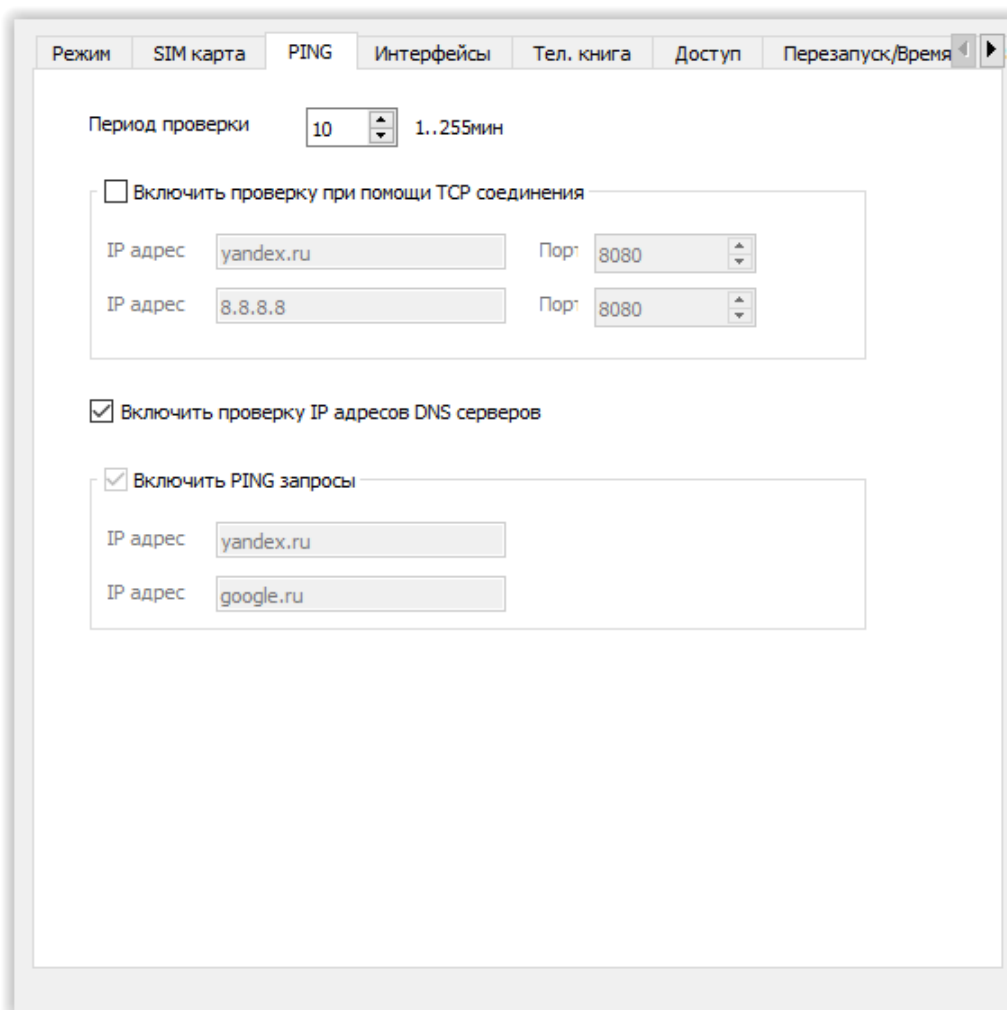 Режим SIM карта PING Интерфейсы Тел. книга Доступ Перезапуск/Время
Период проверки 10 1..255мин
Включить проверку при помощи TCP соединения
IP адрес yandex.ru Порт 8080
IP адрес 8.8.8.8 Порт 8080
Включить проверку IP адресов DNS серверов
Включить PING запросы
IP адрес yandex.ru
IP адрес google.ru